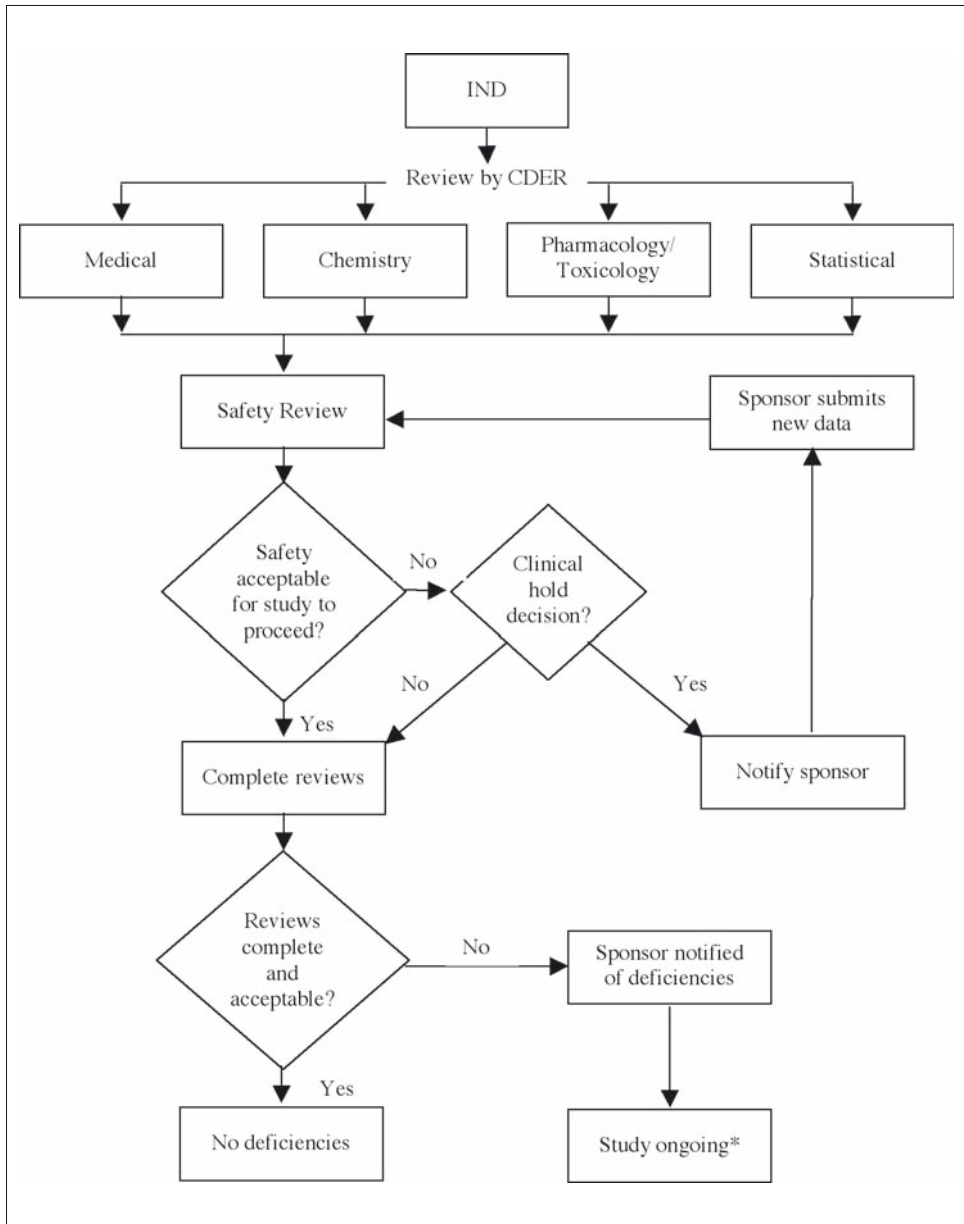 IND
Review by CDER
Medical
Chemistry
Pharmacology/
Toxicology
Statistical
Safety Review
Sponsor submits
new data
Safety
acceptable
for study to
proceed?
No
Clinical
hold
decision?
No
Yes
Yes
Complete reviews
Notify sponsor
Reviews
complete
and
acceptable?
No
Sponsor notified
of deficiencies
Yes
No deficiencies
Study ongoing*